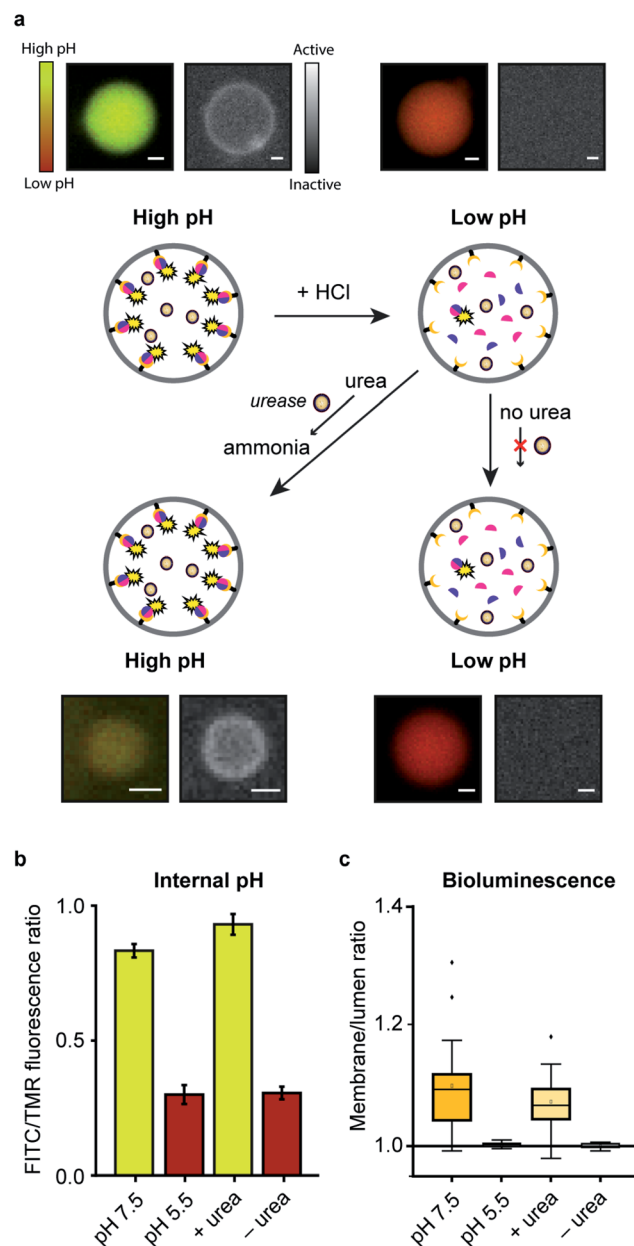 a
High pH
Low pH
Active
Inactive
High pH
Low pH
+ HCl
urease
urea
ammonia
no urea
High pH
Low pH
b
Internal pH
FITC/TMR fluorescence ratio
1.0
0.5
0.0
pH 7.5
pH 5.5
+ urea
– urea
c
Bioluminescence
Membrane/lumen ratio
1.4
1.2
1.0
pH 7.5
pH 5.5
+ urea
– urea